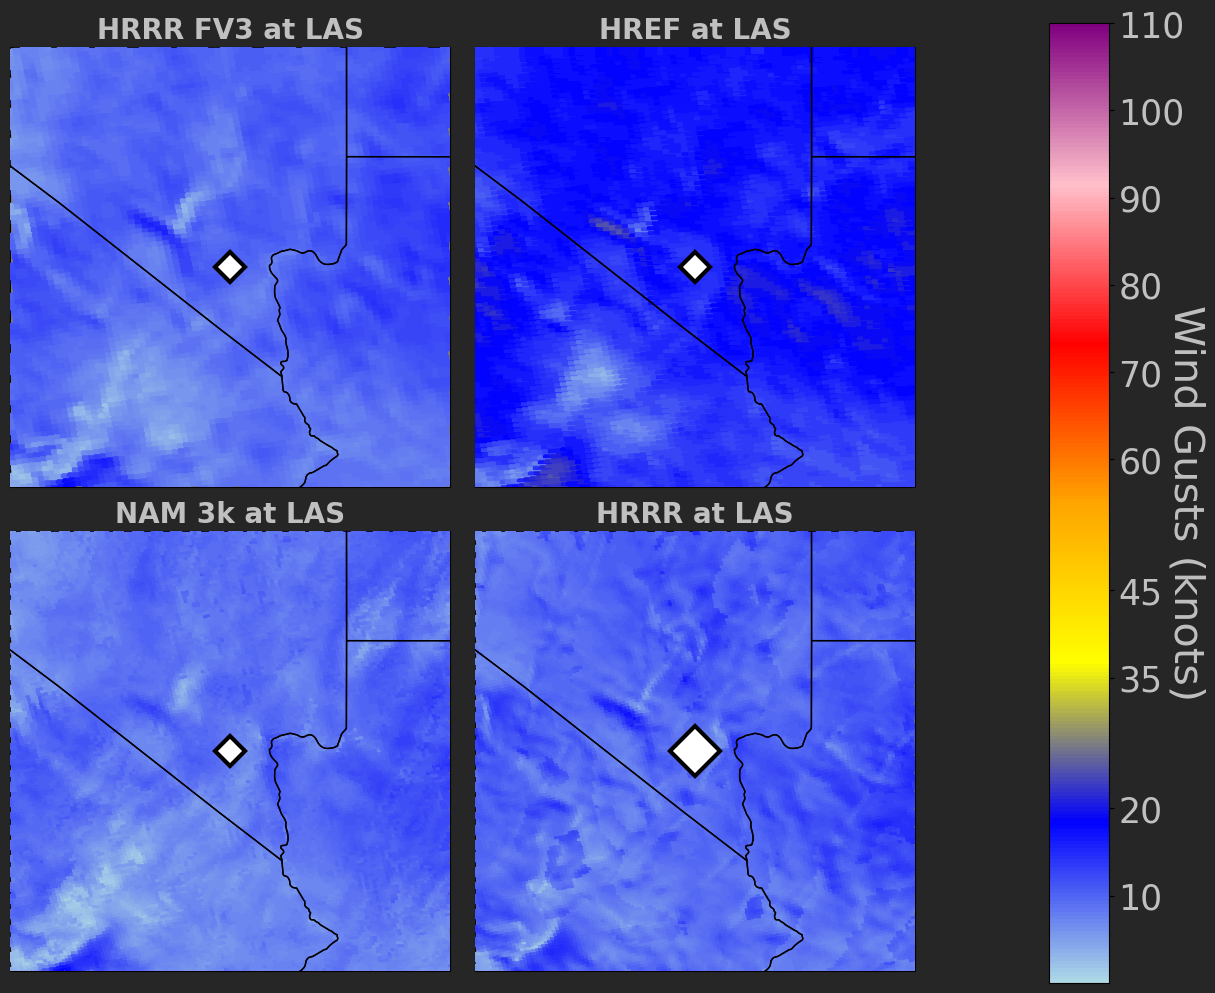 HRRR FV3 at LAS
HREF at LAS
NAM 3k at LAS
HRRR at LAS
110
100
90
80
70
60
45
35
20
10
Wind Gusts (knots)